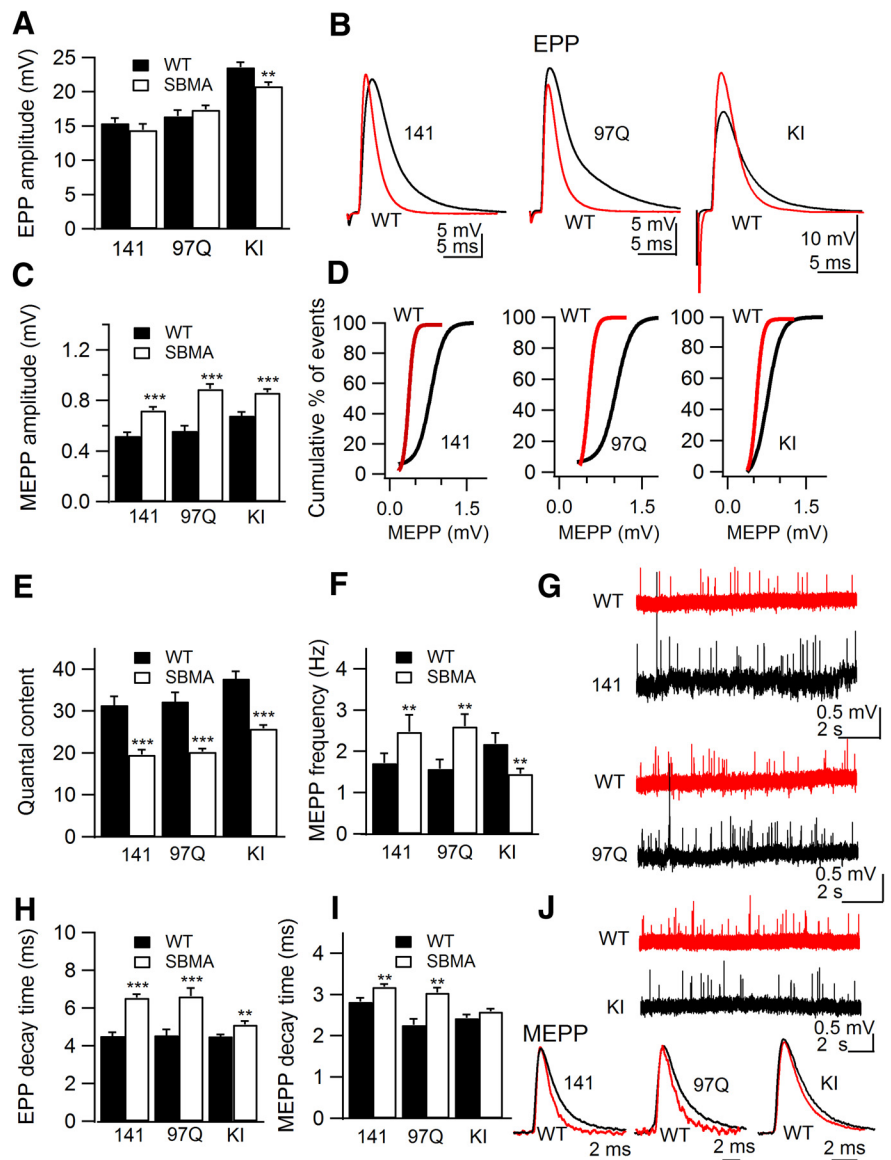 A
EPP amplitude (mV)
25
20
15
10
5
0
WT
SBMA
**
141 97Q KI
B
EPP
141
WT
5 mV
5 ms
97Q
WT
5 mV
5 ms
KI
WT
10 mV
5 ms
C
MEPP amplitude (mV)
1.2
0.8
0.4
0.0
WT
SBMA
*** *** ***
141 97Q KI
D
Cumulative % of events
100
80
60
40
20
0
WT
141
0.0 1.5
MEPP (mV)
100
80
60
40
20
0
WT
97Q
0.0 1.5
MEPP (mV)
100
80
60
40
20
0
WT
KI
0.0 1.5
MEPP (mV)
E
Quantal content
40
30
20
10
0
WT
SBMA
*** *** ***
141 97Q KI
F
MEPP frequency (Hz)
4
3
2
1
0
WT
SBMA
** ** **
141 97Q KI
G
WT
141
0.5 mV
2 s
WT
97Q
0.5 mV
2 s
WT
KI
0.5 mV
2 s
H
EPP decay time (ms)
10
8
6
4
2
0
WT
SBMA
*** *** **
141 97Q KI
I
MEPP decay time (ms)
4
3
2
1
0
WT
SBMA
** **
141 97Q KI
J
MEPP
141
WT
2 ms
97Q
WT
2 ms
KI
WT
2 ms